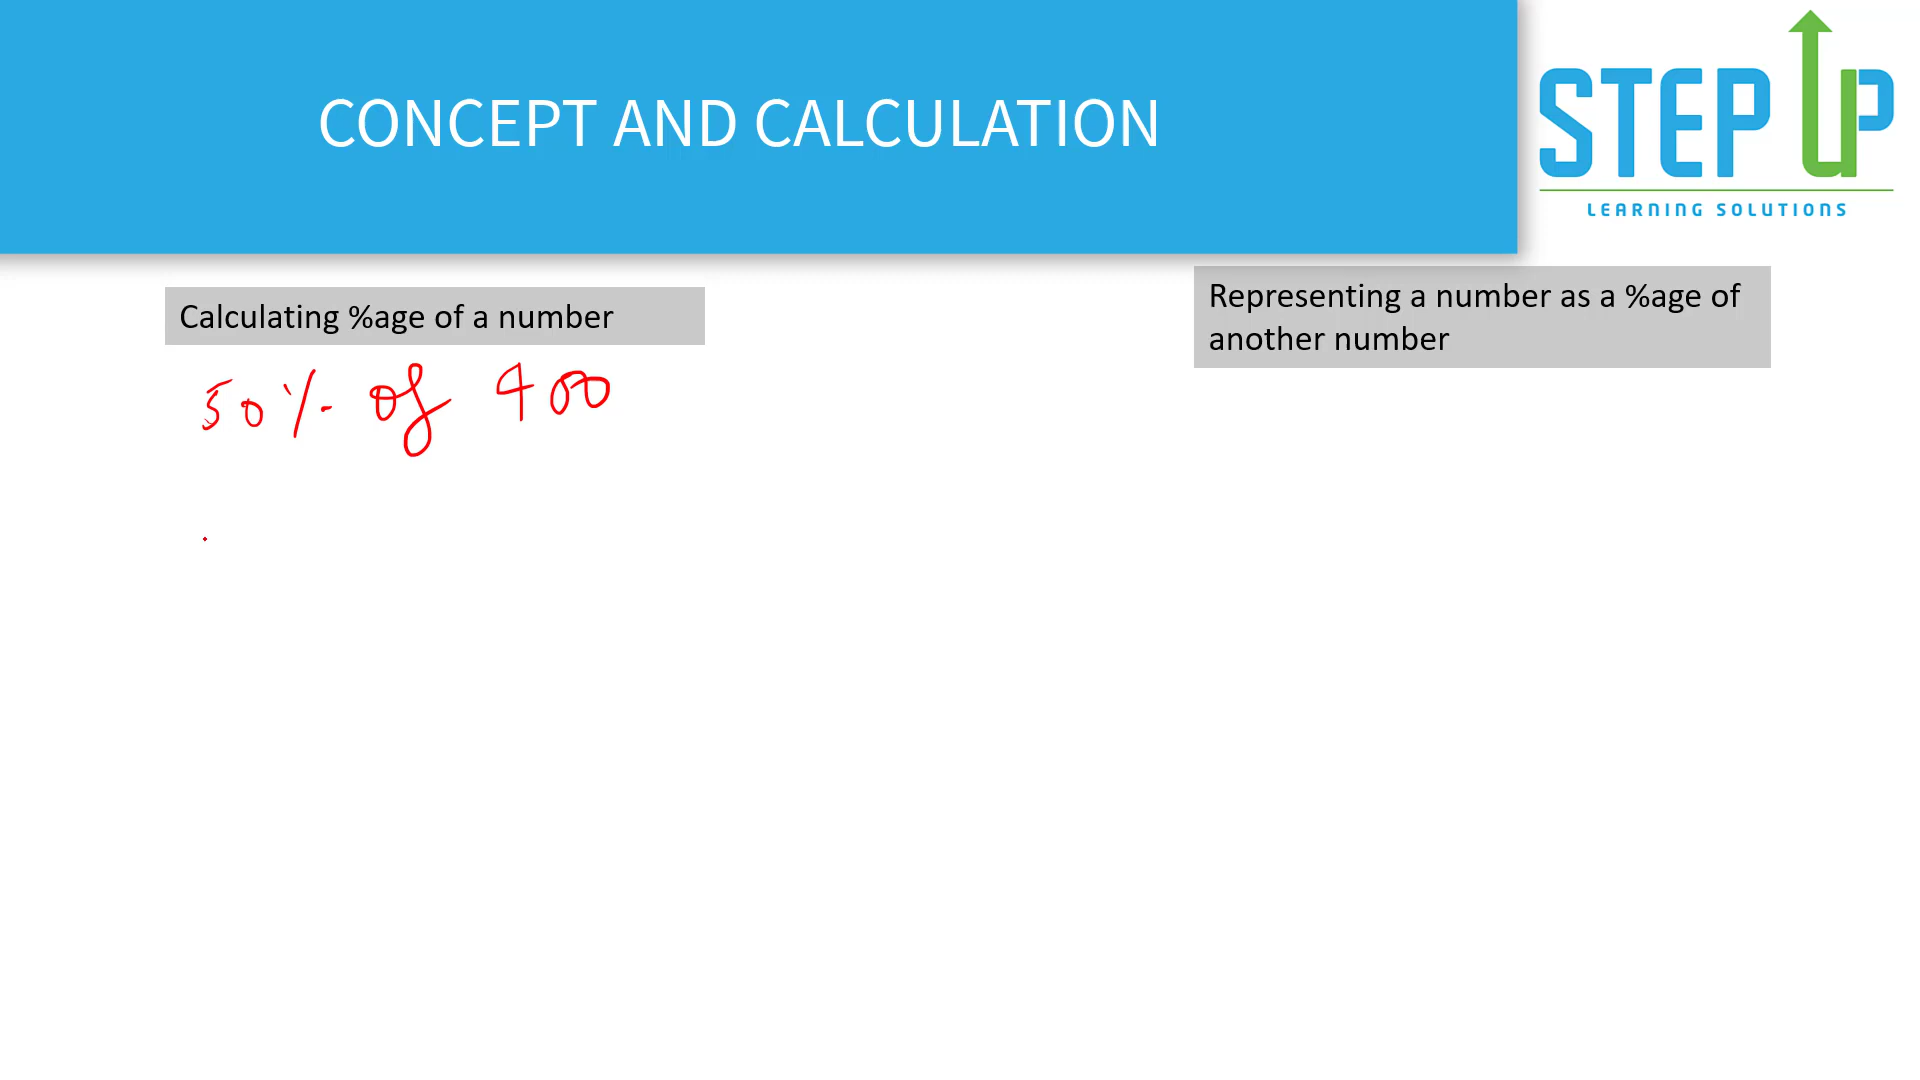 CONCEPT AND CALCULATION
STEP UP
LEARNING SOLUTIONS
Calculating %age of a number
50% of 400
Representing a number as a %age of
another number